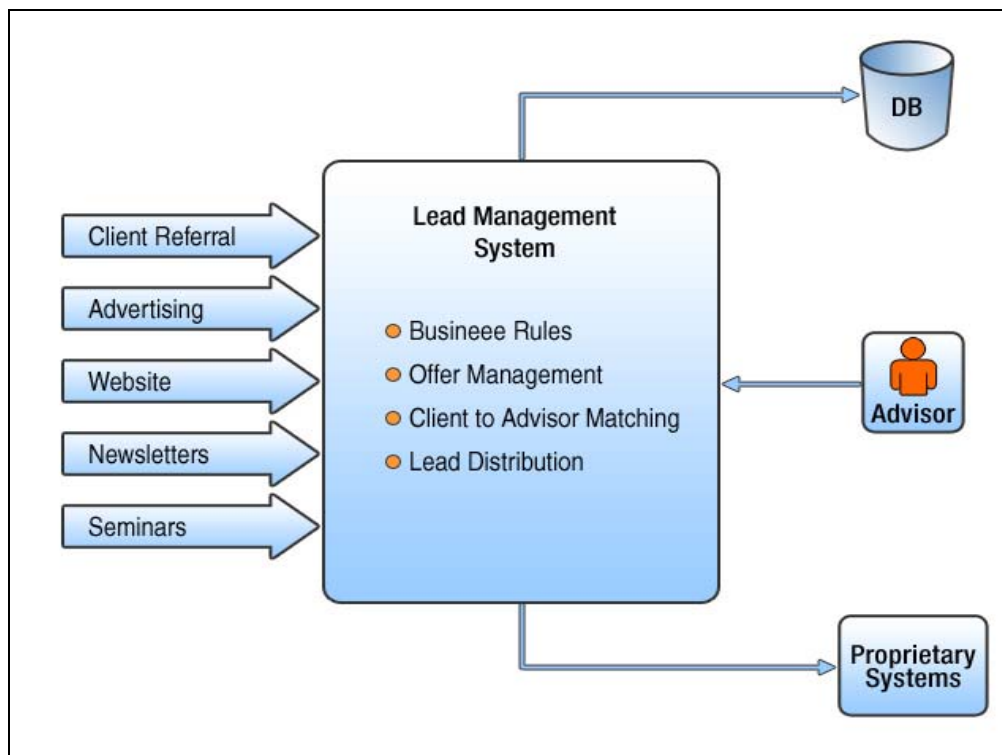 DB
Client Referral
Advertising
Website
Newsletters
Seminars
Lead Management
System
Busineee Rules
Offer Management
Client to Advisor Matching
Lead Distribution
Advisor
Proprietary
Systems